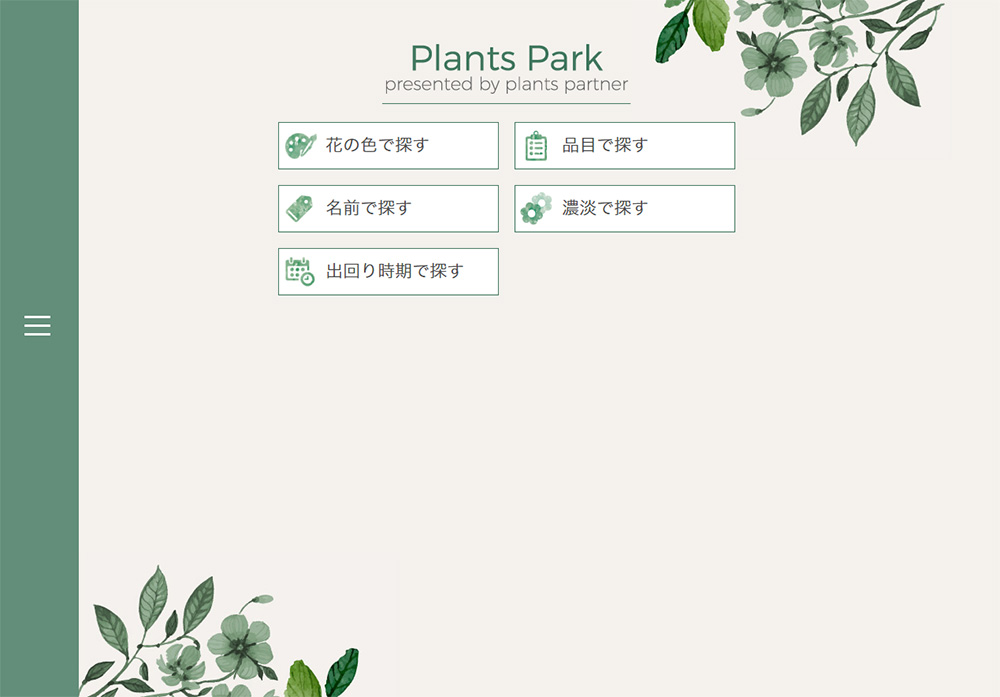 Plants Park
presented by plants partner
花の色で探す
品目で探す
名前で探す
濃淡で探す
出回り時期で探す